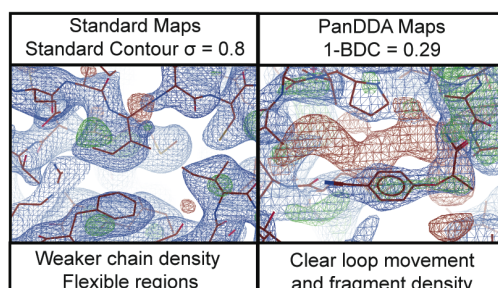 Standard Maps
Standard Contour σ = 0.8
PanDDA Maps
1-BDC = 0.29
Weaker chain density
Flexible regions
Clear loop movement
and fragment density